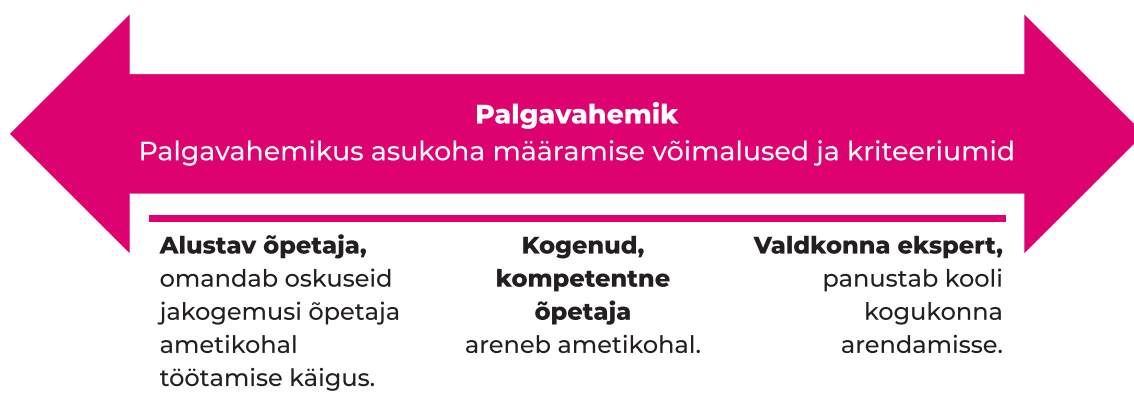 Palgavahemik
Palgavahemikus asukoha määramise võimalused ja kriteeriumid
Alustav õpetaja,
omandab oskuseid
jakogemusi õpetaja
ametikohal
töötamise käigus.
Kogenud,
kompetentne
õpetaja
areneb ametikohal.
Valdkonna ekspert,
panustab kooli
kogukonna
arendamisse.